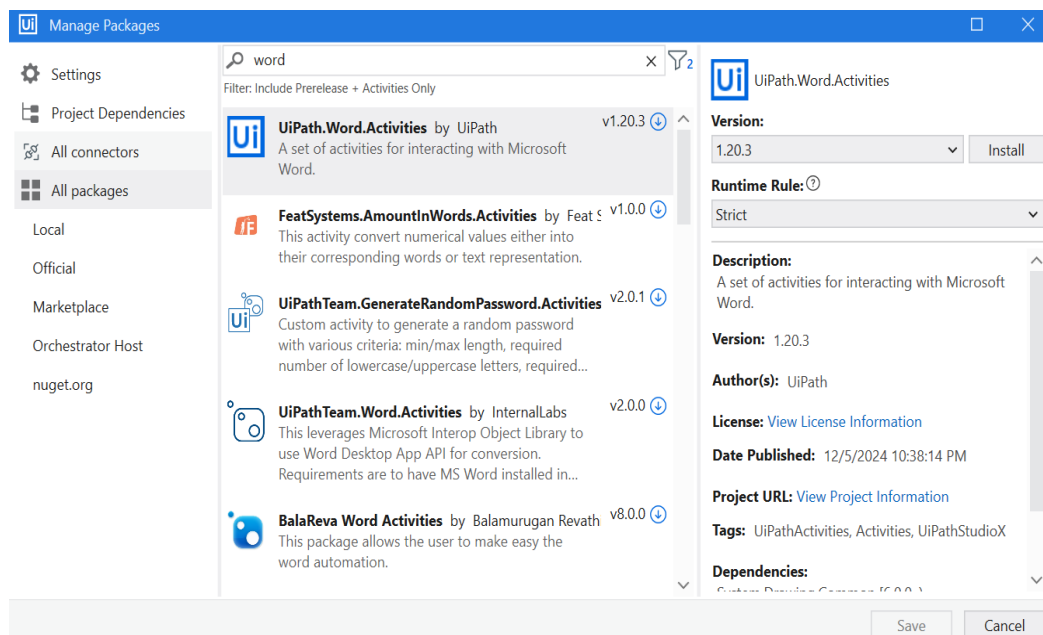 Ui Manage Packages
Settings
Project Dependencies
All connectors
All packages
Local
Official
Marketplace
Orchestrator Host
nuget.org
word
2
Filter: Include Prerelease + Activities Only
Ui
UiPath.Word.Activities by UiPath v1.20.3
A set of activities for interacting with Microsoft
Word.
FeatSystems.AmountInWords.Activities by Feat S v1.0.0
This activity convert numerical values either into
their corresponding words or text representation.
Ui
UiPathTeam.GenerateRandomPassword.Activities v2.0.1
Custom activity to generate a random password
with various criteria: min/max length, required
number of lowercase/uppercase letters, required...
UiPathTeam.Word.Activities by InternalLabs v2.0.0
This leverages Microsoft Interop Object Library to
use Word Desktop App API for conversion.
Requirements are to have MS Word installed in...
BalaReva Word Activities by Balamurugan Revath v8.0.0
This package allows the user to make easy the
word automation.
Ui UiPath.Word.Activities
Version:
1.20.3 Install
Runtime Rule: ?
Strict
Description:
A set of activities for interacting with Microsoft
Word.
Version: 1.20.3
Author(s): UiPath
License: View License Information
Date Published: 12/5/2024 10:38:14 PM
Project URL: View Project Information
Tags: UiPathActivities, Activities, UiPathStudioX
Dependencies:
Save Cancel